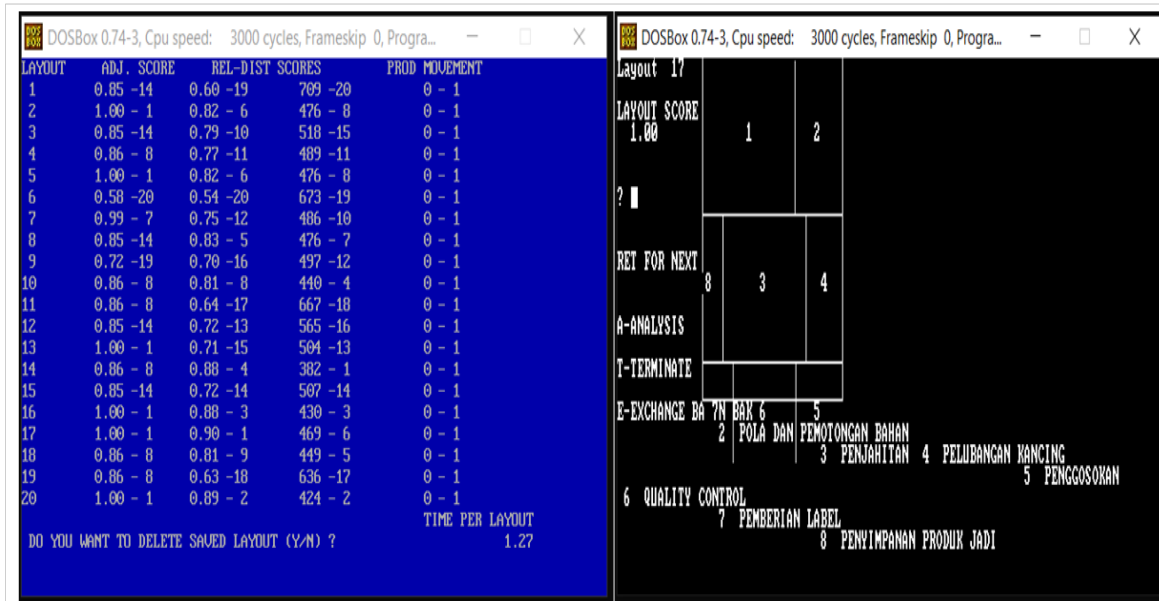 DOSBox 0.74-3, Cpu speed: 3000 cycles, Frameskip 0, Progra...
LAYOUT ADJ. SCORE REL-DIST SCORES PROD MOVEMENT
1 0.85 -14 0.60 -19 709 -20 0 - 1
2 1.00 - 1 0.82 - 6 476 - 8 0 - 1
3 0.85 -14 0.79 -10 518 -15 0 - 1
4 0.86 - 8 0.77 -11 489 -11 0 - 1
5 1.00 - 1 0.82 - 6 476 - 8 0 - 1
6 0.58 -20 0.54 -20 673 -19 0 - 1
7 0.99 - 7 0.75 -12 486 -10 0 - 1
8 0.85 -14 0.83 - 5 476 - 7 0 - 1
9 0.72 -19 0.70 -16 497 -12 0 - 1
10 0.86 - 8 0.81 - 8 440 - 4 0 - 1
11 0.86 - 8 0.64 -17 667 -18 0 - 1
12 0.85 -14 0.72 -13 565 -16 0 - 1
13 1.00 - 1 0.71 -15 504 -13 0 - 1
14 0.86 - 8 0.88 - 4 382 - 1 0 - 1
15 0.85 -14 0.72 -14 507 -14 0 - 1
16 1.00 - 1 0.88 - 3 430 - 3 0 - 1
17 1.00 - 1 0.90 - 1 469 - 6 0 - 1
18 0.86 - 8 0.81 - 9 449 - 5 0 - 1
19 0.86 - 8 0.63 -18 636 -17 0 - 1
20 1.00 - 1 0.89 - 2 424 - 2 0 - 1
TIME PER LAYOUT
DO YOU WANT TO DELETE SAVED LAYOUT (Y/N) ? 1.27
DOSBox 0.74-3, Cpu speed: 3000 cycles, Frameskip 0, Progra...
Layout 17
LAYOUT SCORE
1.00 1 2
?
RET FOR NEXT
8 3 4
A-ANALYSIS
T-TERMINATE
E-EXCHANGE BA 7N BAK 6 5
2 POLA DAN PEMOTONGAN BAHAN
3 PENJAHITAN 4 PELUBANGAN KANCING
5 PENGGOSOKAN
6 QUALITY CONTROL
7 PEMBERIAN LABEL
8 PENYIMPANAN PRODUK JADI